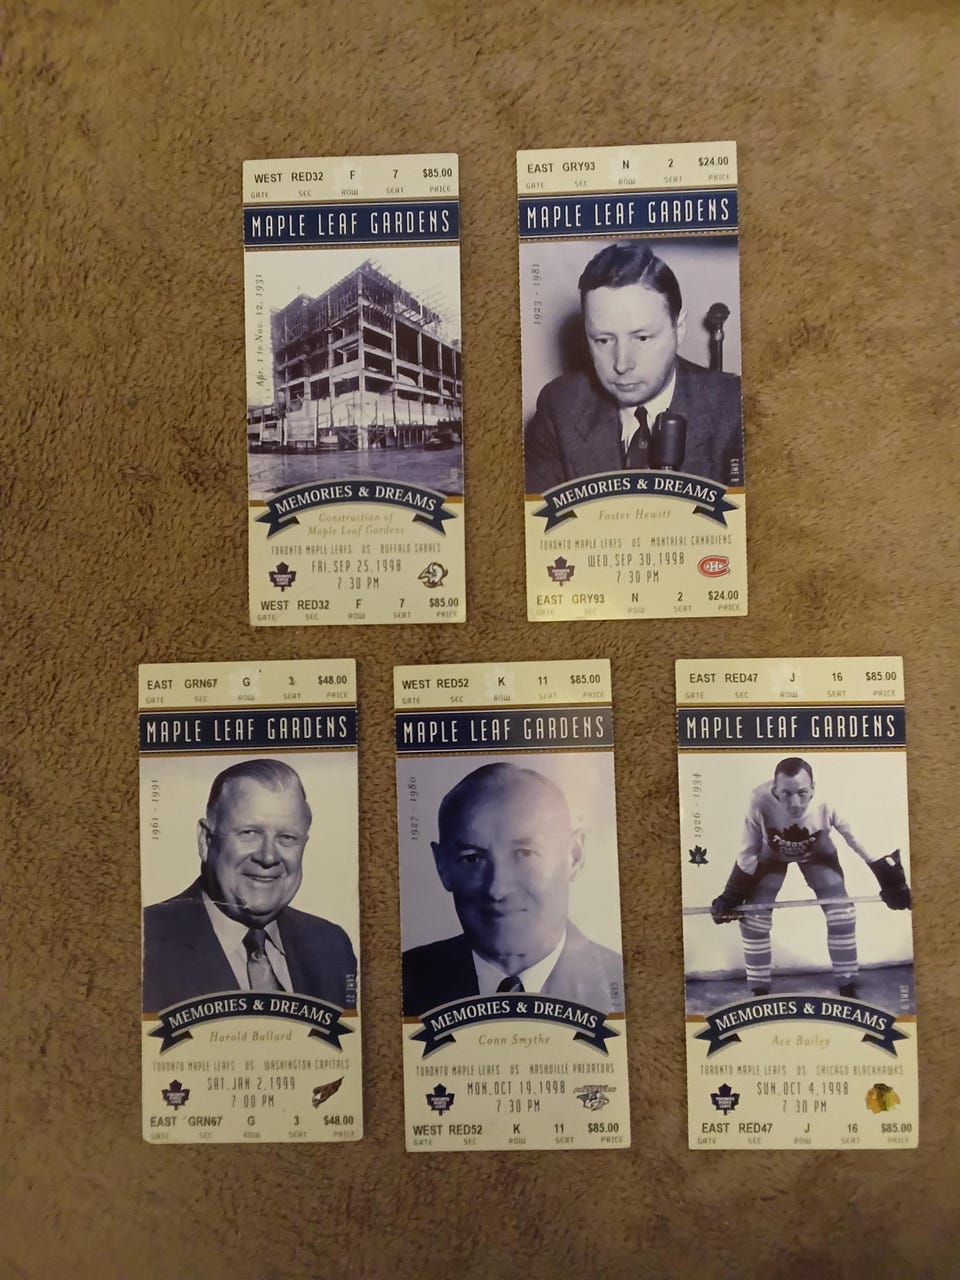 WEST RED32 F 7 $85.00
GATE SEC ROW SEAT PRICE
MAPLE LEAF GARDENS
Apr. 1 to Nov. 12, 1931
MEMORIES & DREAMS
Construction of
Maple Leaf Gardens
TORONTO MAPLE LEAFS VS BUFFALO SABRES
FRI, SEP 25, 1998
7 30 PM
WEST RED32 F 7 $85.00
GATE SEC ROW SEAT PRICE
EAST GRY93 N 2 $24.00
GATE SEC ROW SEAT PRICE
MAPLE LEAF GARDENS
1923 - 1981
MEMORIES & DREAMS
Foster Hewitt
TORONTO MAPLE LEAFS VS MONTREAL CANADIENS
WED, SEP 30, 1998
7 30 PM
EAST GRY93 N 2 $24.00
GATE SEC ROW SEAT PRICE
EAST GRN67 G 3 $48.00
GATE SEC ROW SEAT PRICE
MAPLE LEAF GARDENS
1961 - 1991
GAME 22
MEMORIES & DREAMS
Harold Ballard
TORONTO MAPLE LEAFS VS WASHINGTON CAPITALS
SAT, JAN 2, 1999
7 00 PM
EAST GRN67 G 3 $48.00
GATE SEC ROW SEAT PRICE
WEST RED52 K 11 $85.00
GATE SEC ROW SEAT PRICE
MAPLE LEAF GARDENS
1927 - 1980
MEMORIES & DREAMS
Conn Smythe
TORONTO MAPLE LEAFS VS NASHVILLE PREDATORS
MON, OCT 19, 1998
7 30 PM
WEST RED52 K 11 $85.00
GATE SEC ROW SEAT PRICE
EAST RED47 J 16 $85.00
GATE SEC ROW SEAT PRICE
MAPLE LEAF GARDENS
1926 - 1934
6
TORONTO
MEMORIES & DREAMS
Ace Bailey
TORONTO MAPLE LEAFS VS CHICAGO BLACKHAWKS
SUN, OCT 4, 1998
7 30 PM
EAST RED47 J 16 $85.00
GATE SEC ROW SEAT PRICE